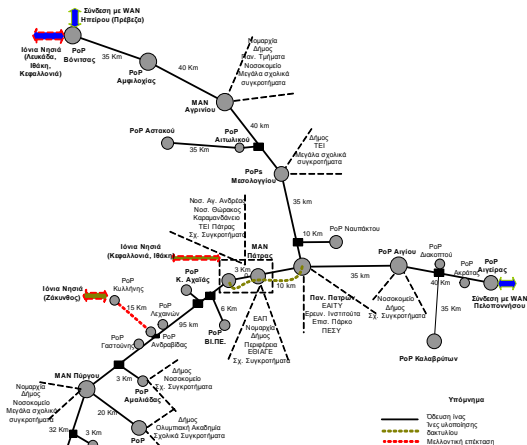 Σύνδεση με WAN
Ηπείρου (Πρέβεζα)
Ιόνια Νησιά
(Λευκάδα,
Ιθάκη,
Κεφαλλονιά)
PoP
Βόνιτσας
35 Km
PoP
Αμφιλοχίας
40 Km
Νομαρχία
Δήμος
Παν. Τμήματα
Νοσοκομείο
Μεγάλα σχολικά
συγκροτήματα
MAN
Αγρινίου
40 km
PoP Αστακού
PoP
Αιτωλικού
35 Km
Δήμος
ΤΕΙ
Μεγάλα σχολικά
συγκροτήματα
PoPs
Μεσολογγίου
35 km
Νοσ. Αγ. Ανδρέας
Νοσ. Θώρακος
Καραμανδάνειο
ΤΕΙ Πάτρας
Σχ. Συγκροτήματα
10 Km
PoP Ναυπάκτου
Ιόνια Νησιά
(Κεφαλλονιά, Ιθάκη)
MAN
Πάτρας
PoP
Κ. Αχαΐας
3 Km
10 km
PoP Αιγίου
35 km
PoP
Διακοπτού
PoP
Ακράτας
PoP
Αιγείρας
40 Km
Σύνδεση με WAN
Πελοποννήσου
Ιόνια Νησιά
(Ζάκυνθος)
PoP
Κυλλήνης
15 Km
PoP
Λεχαινών
6 Km
PoP
ΒΙ.ΠΕ.
95 km
PoP
Γαστούνης
PoP
Ανδραβίδας
ΕΑΠ
Νομαρχία
Δήμος
Περιφέρεια
ΕΘΙΑΓΕ
Σχ. Συγκροτήματα
Παν. Πατρών
ΕΑΙΤΥ
Ερευν. Ινστιτούτα
Επισ. Πάρκο
ΠΕΣΥ
Νοσοκομείο
Δήμος
Σχ. Συγκροτήματα
35 Km
PoP Καλαβρύτων
MAN Πύργου
3 Km
PoP
Αμαλιάδας
Δήμος
Νοσοκομείο
Σχ. Συγκροτήματα
Νομαρχία
Δήμος
Νοσοκομείο
Μεγάλα σχολικά
συγκροτήματα
20 Km
Δήμος
Ολυμπιακή Ακαδημία
Σχολικά Συγκροτήματα
PoP
32 Km
3 Km
Υπόμνημα
Όδευση ίνας
Ίνες υλοποίησης
δακτυλίου
Μελλοντική επέκταση